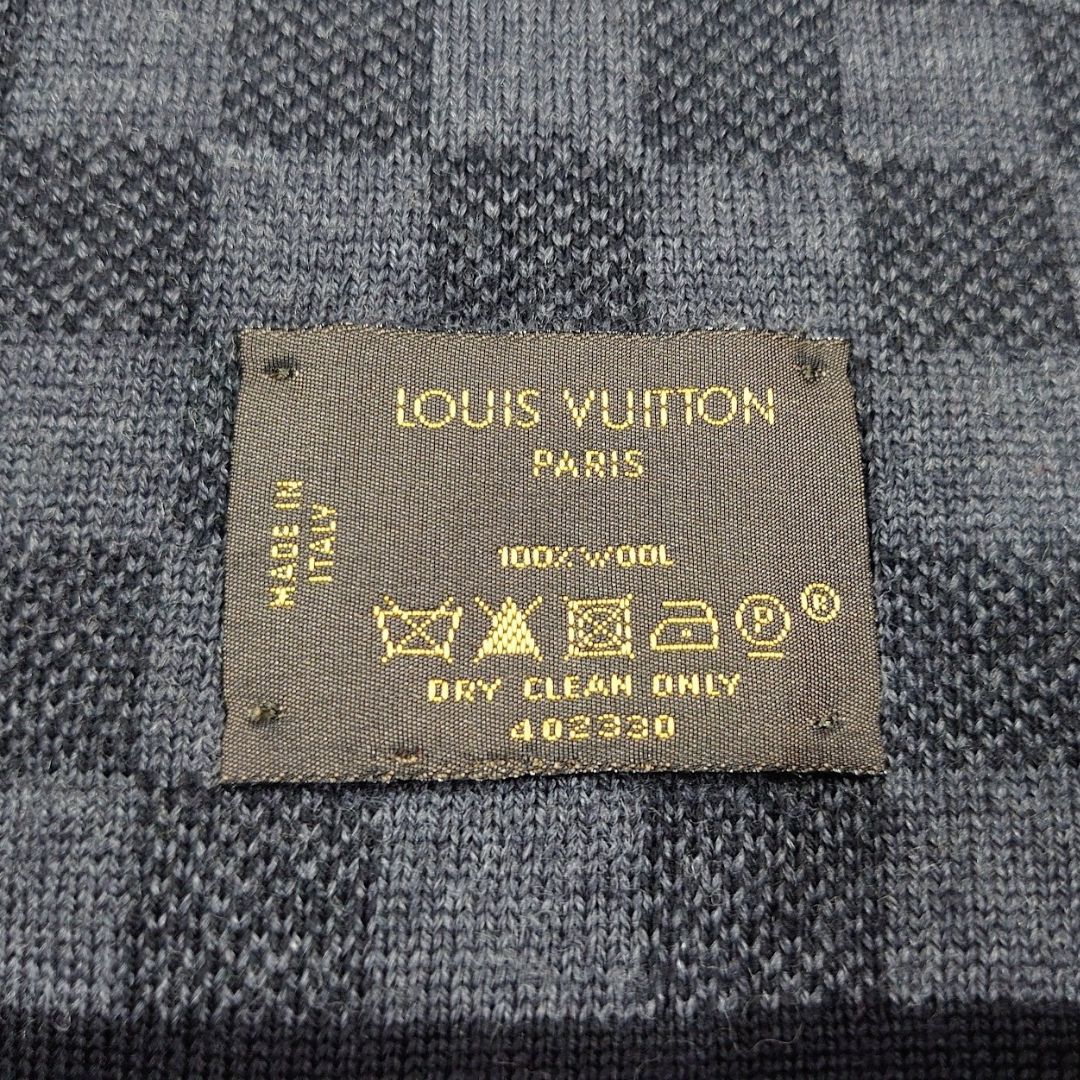 LOUIS VUITTON
PARIS
MADE IN
ITALY
100% WOOL
P ®
DRY CLEAN ONLY
402330